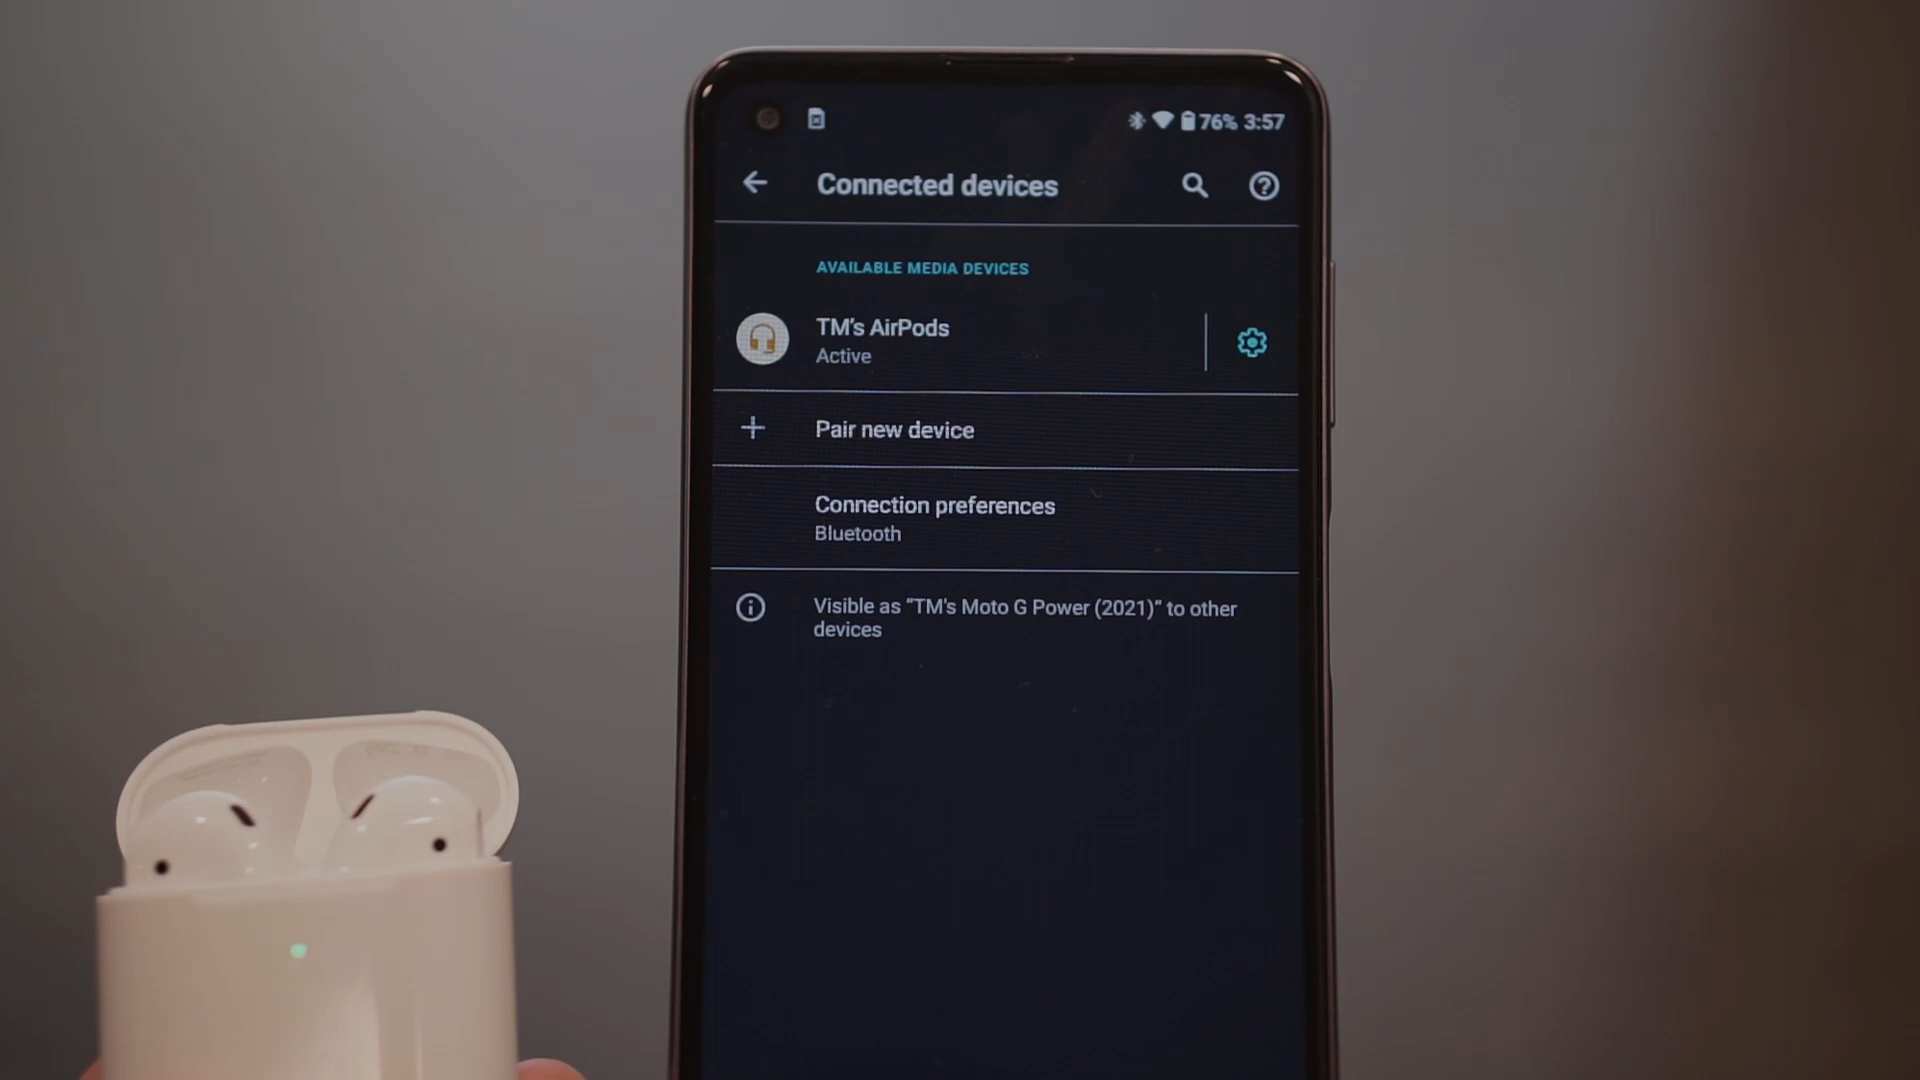 76% 3:57
Connected devices
AVAILABLE MEDIA DEVICES
TM's AirPods
Active
Pair new device
Connection preferences
Bluetooth
Visible as “TM's Moto G Power (2021)” to other
devices